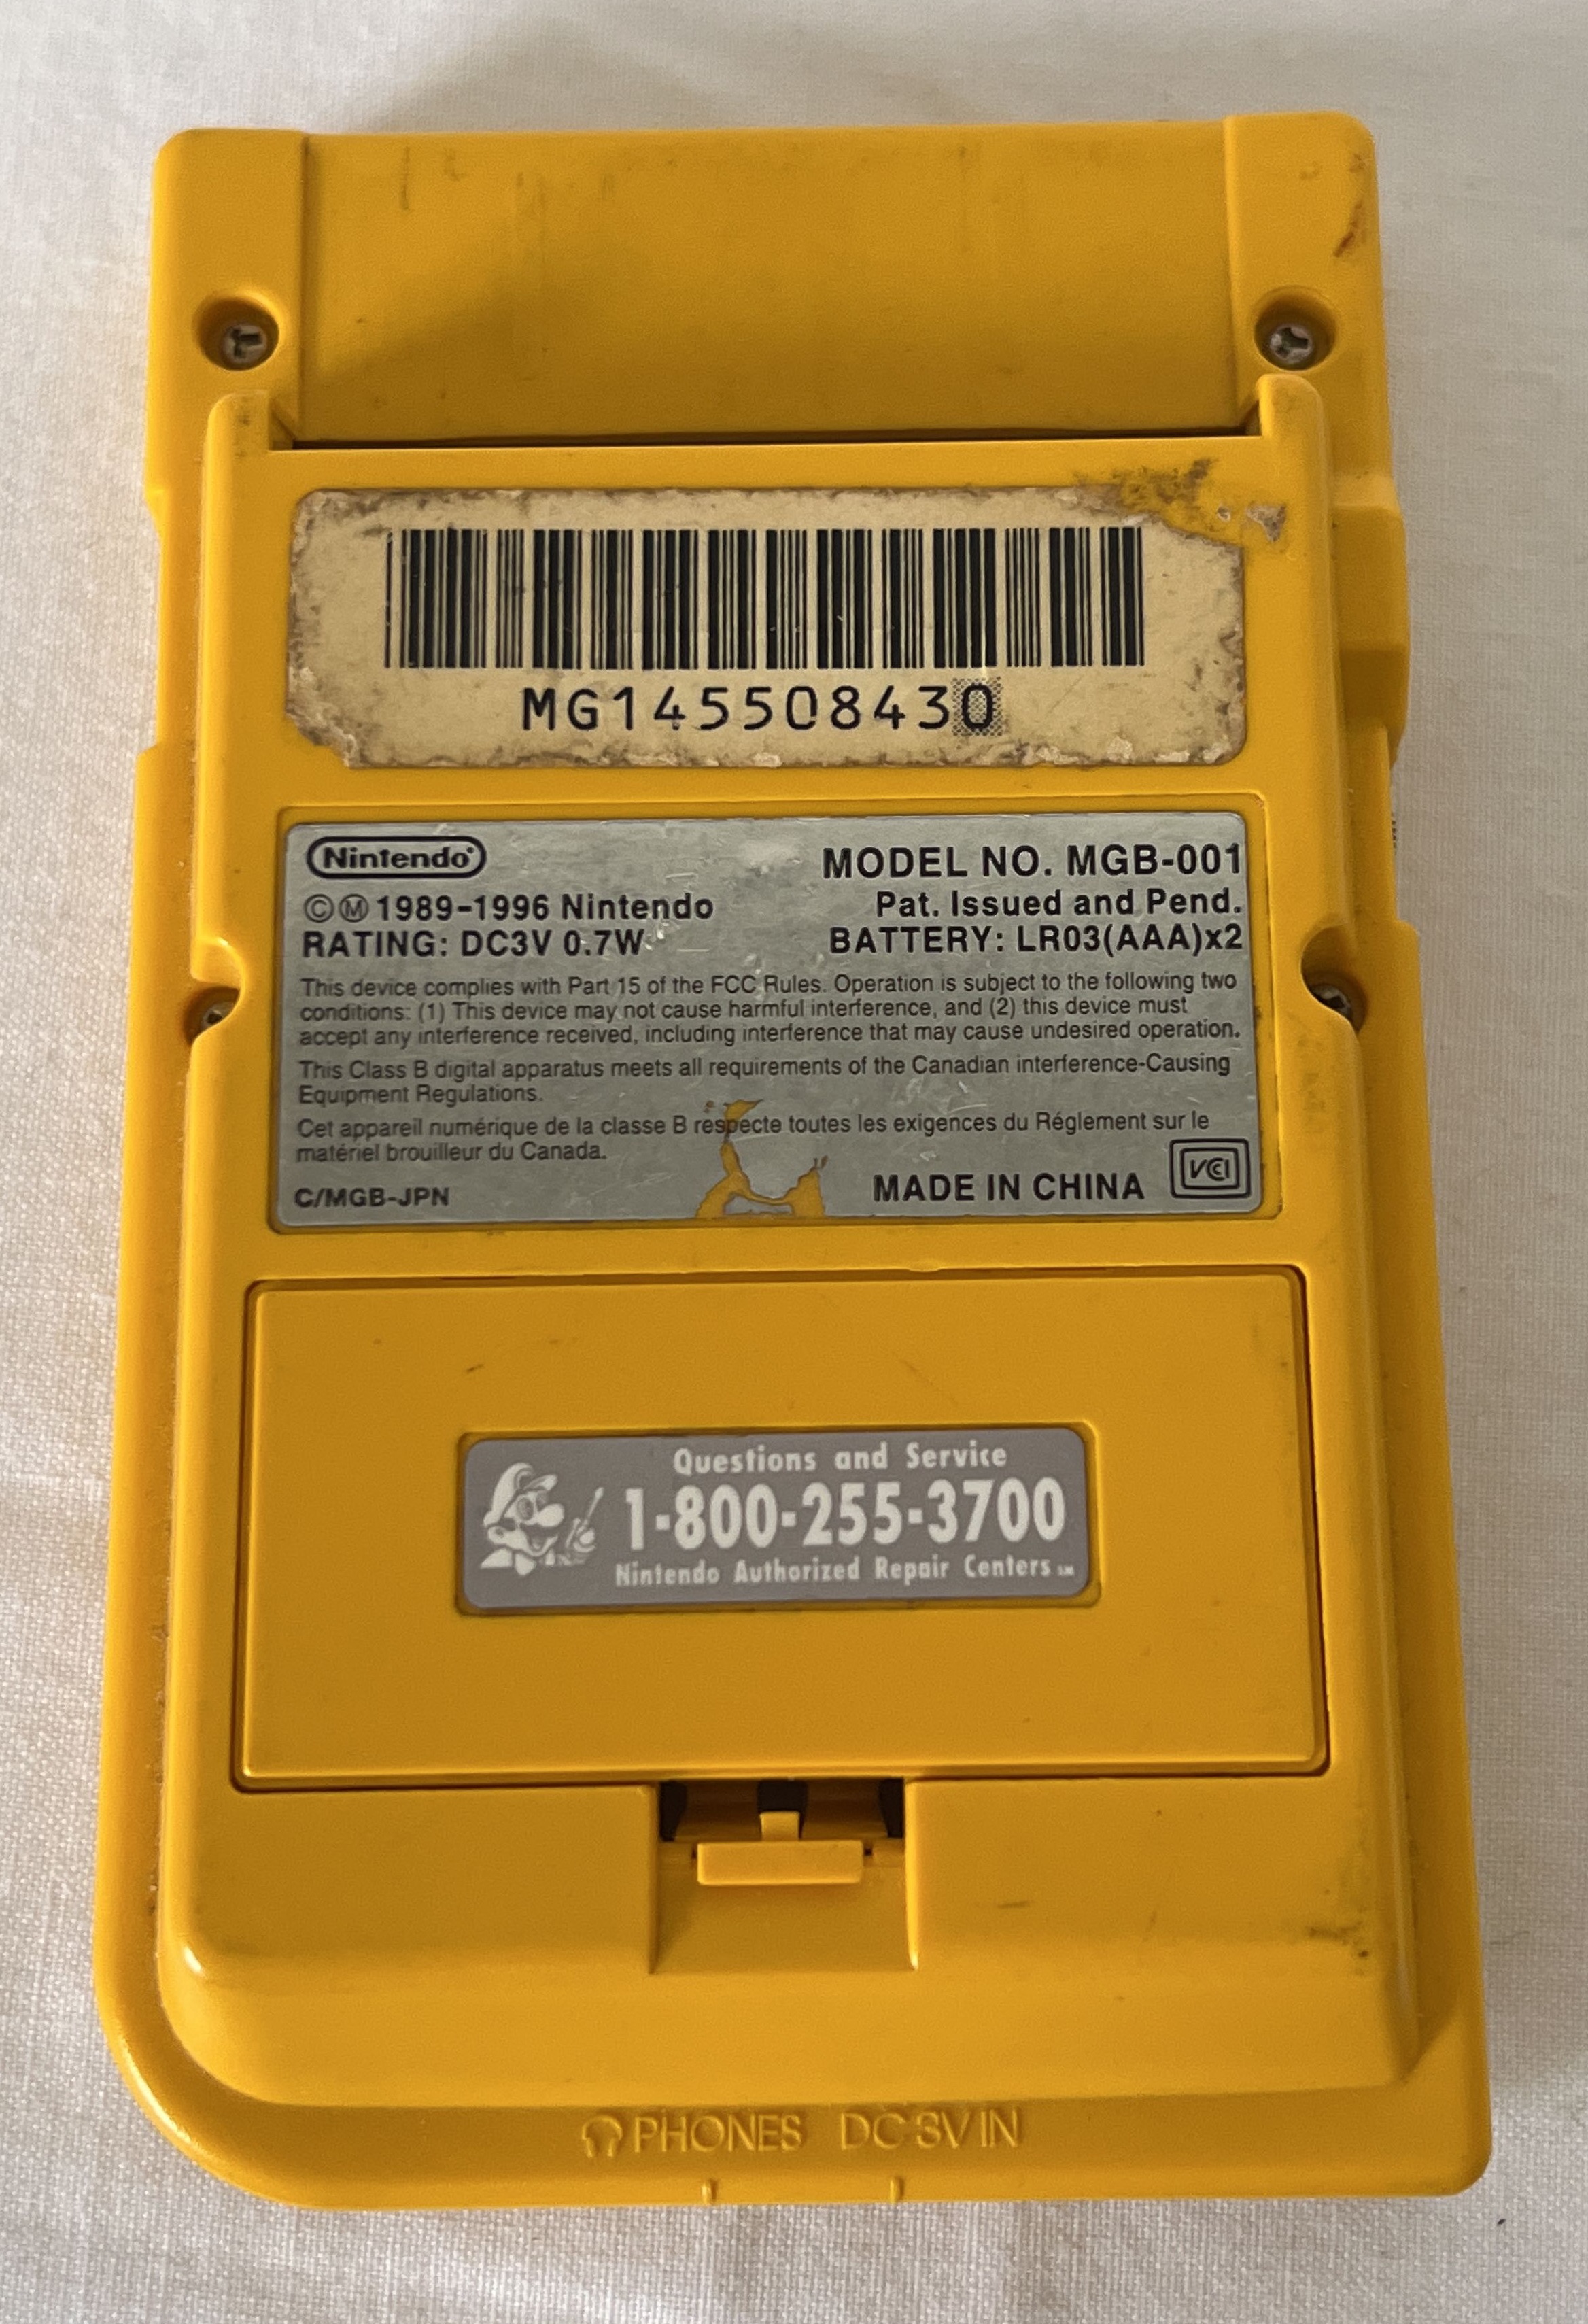 MG145508430
Nintendo®
MODEL NO. MGB-001
©Ⓜ1989-1996 Nintendo
Pat. Issued and Pend.
RATING: DC3V 0.7W
BATTERY: LR03(AAA)x2
This device complies with Part 15 of the FCC Rules. Operation is subject to the following two
conditions: (1) This device may not cause harmful interference, and (2) this device must
accept any interference received, including interference that may cause undesired operation.
This Class B digital apparatus meets all requirements of the Canadian interference-Causing
Equipment Regulations.
Cet appareil numérique de la classe B respecte toutes les exigences du Réglement sur le
matériel brouilleur du Canada.
C/MGB-JPN
MADE IN CHINA
VCI
Questions and Service
1-800-255-3700
Nintendo Authorized Repair Centers SM
PHONES DC 3V IN